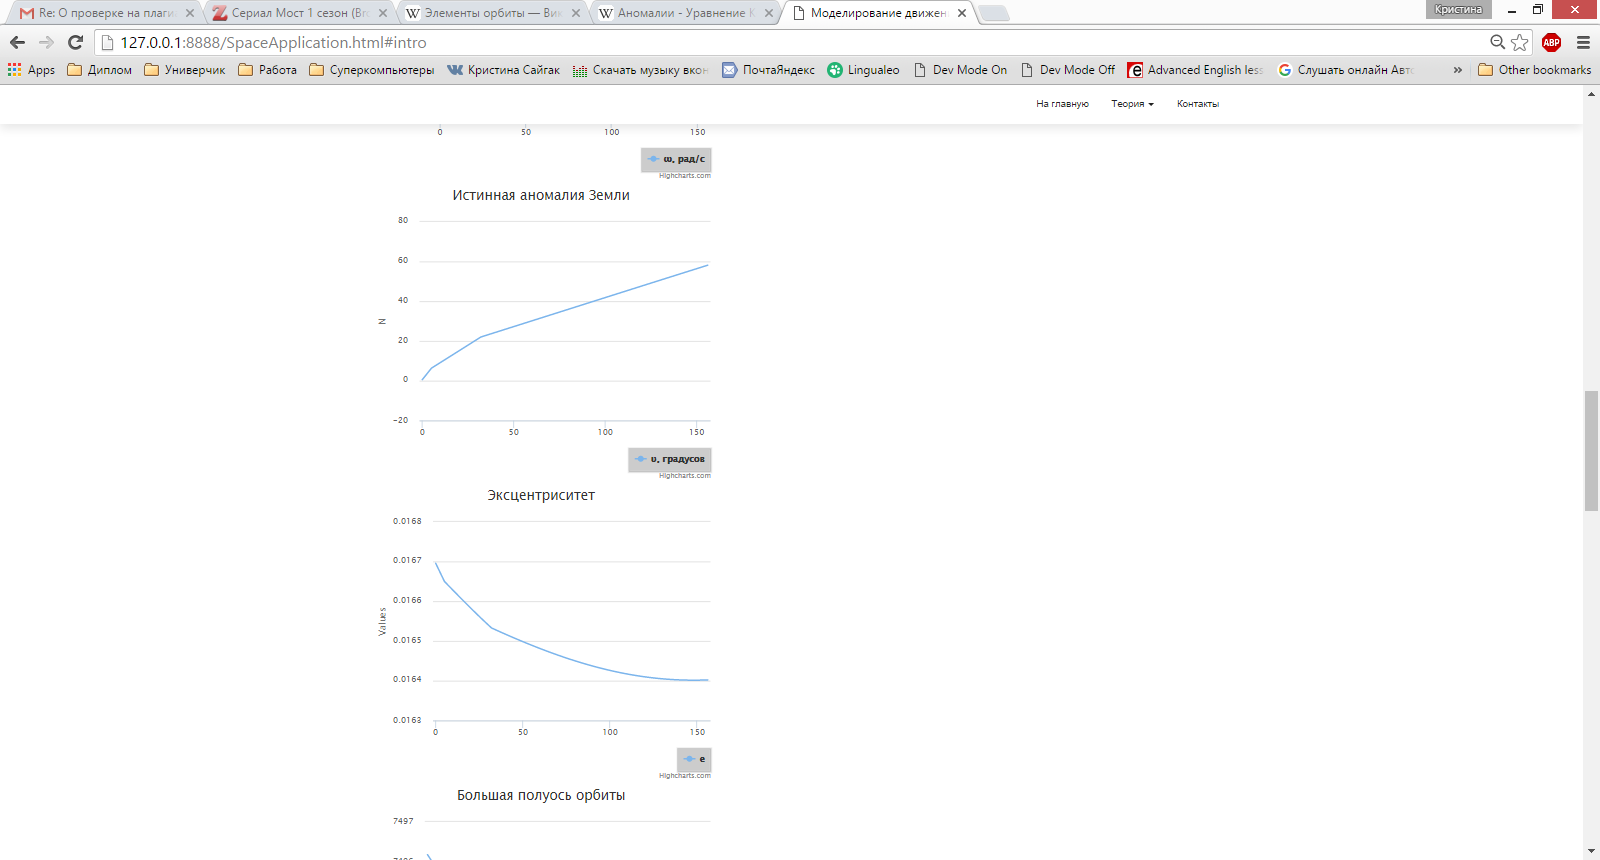 Кристина
Re: О проверке на плаги
Сериал Мост 1 сезон (Bro
Элементы орбиты — Вик
Аномалии - Уравнение К
Моделирование движен
127.0.0.1:8888/SpaceApplication.html#intro
ABP
Apps Диплом Универчик Работа Суперкомпьютеры Кристина Сайгак Скачать музыку вкон ПочтаЯндекс Lingualeo Dev Mode On Dev Mode Off Advanced English less Слушать онлайн Авто » Other bookmarks
На главную Теория Контакты
0 50 100 150
ω, рад/с
Highcharts.com
Истинная аномалия Земли
80
60
40
N
20
0
-20
0 50 100 150
υ, градусов
Highcharts.com
Эксцентриситет
0.0168
0.0167
0.0166
Values
0.0165
0.0164
0.0163
0 50 100 150
e
Highcharts.com
Большая полуось орбиты
7497